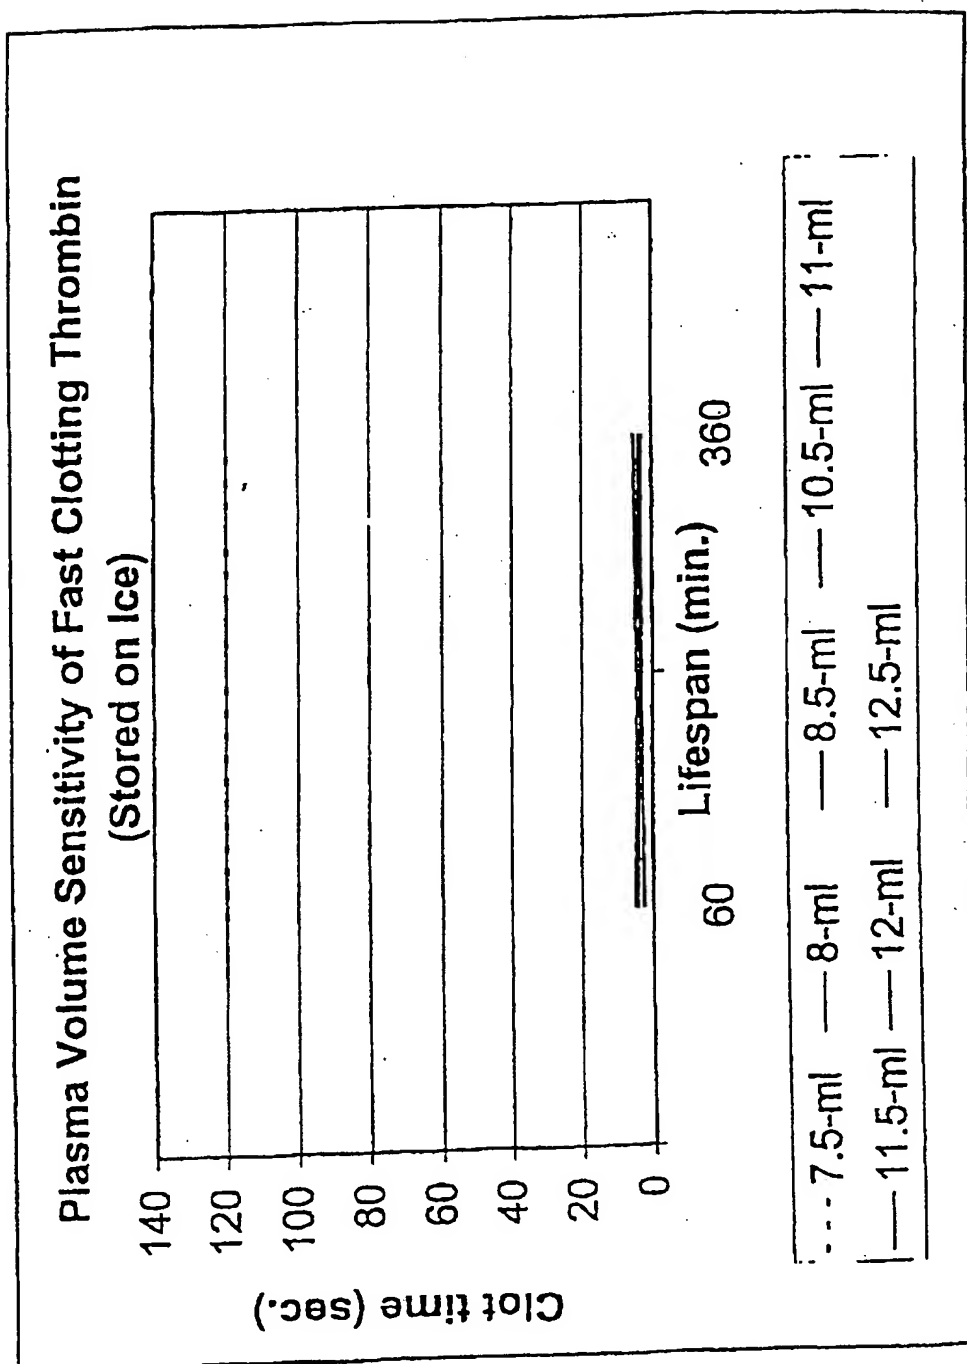 Plasma Volume Sensitivity of Fast Clotting Thrombin
(Stored on Ice)
Clot time (sec.)
140
120
100
80
60
40
20
0
60
360
Lifespan (min.)
7.5-ml 8-ml 8.5-ml 10.5-ml 11-ml
11.5-ml 12-ml 12.5-ml